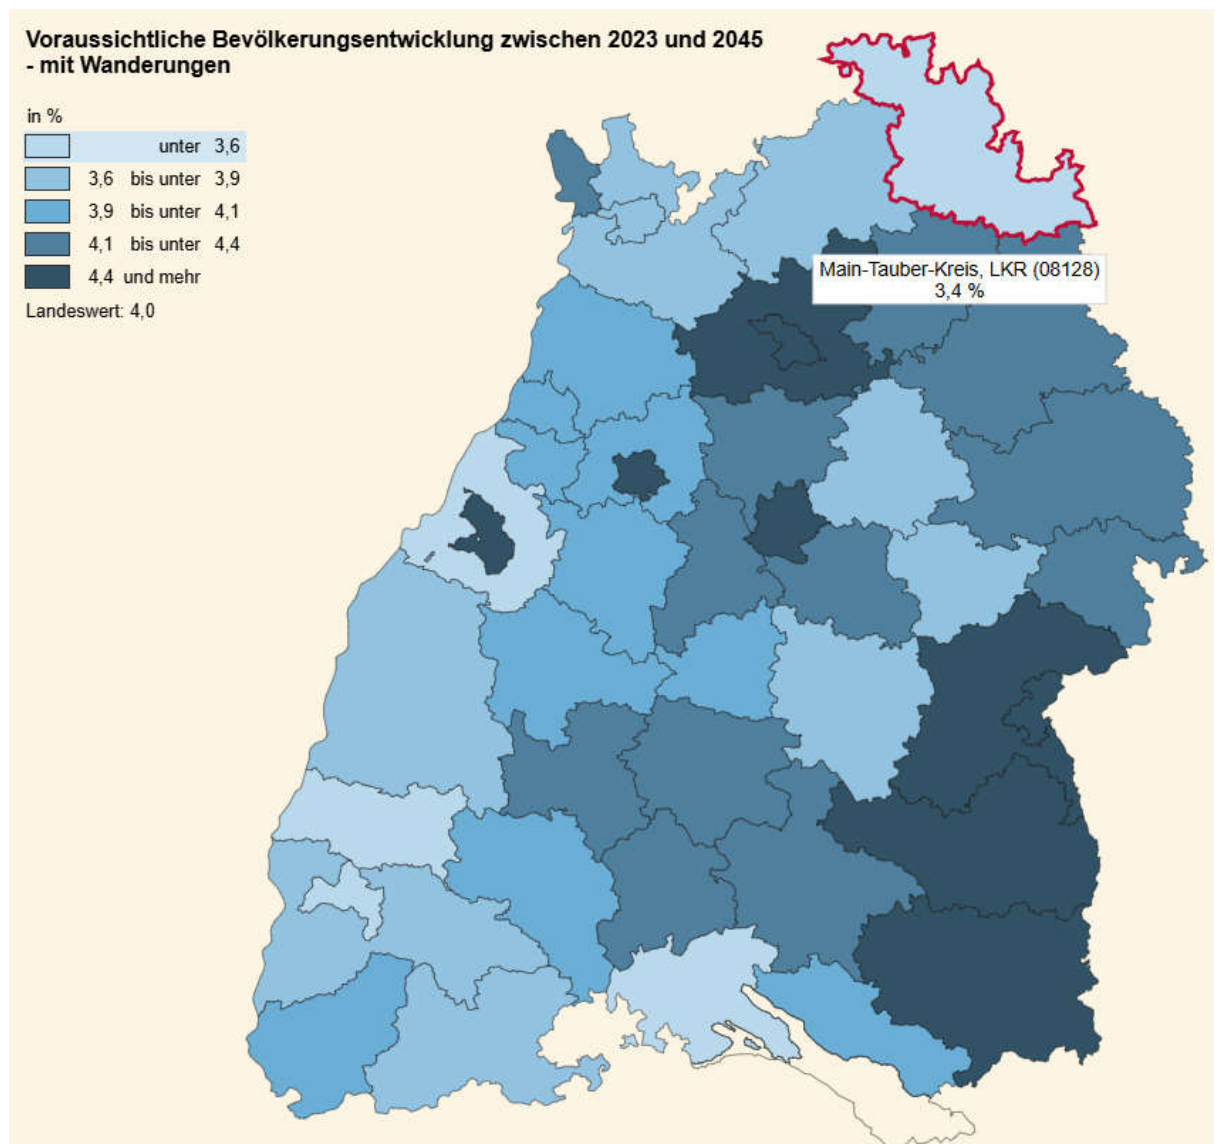 Voraussichtliche Bevölkerungsentwicklung zwischen 2023 und 2045
- mit Wanderungen
in %
unter 3,6
3,6 bis unter 3,9
3,9 bis unter 4,1
4,1 bis unter 4,4
4,4 und mehr
Landeswert: 4,0
Main-Tauber-Kreis, LKR (08128)
3,4 %